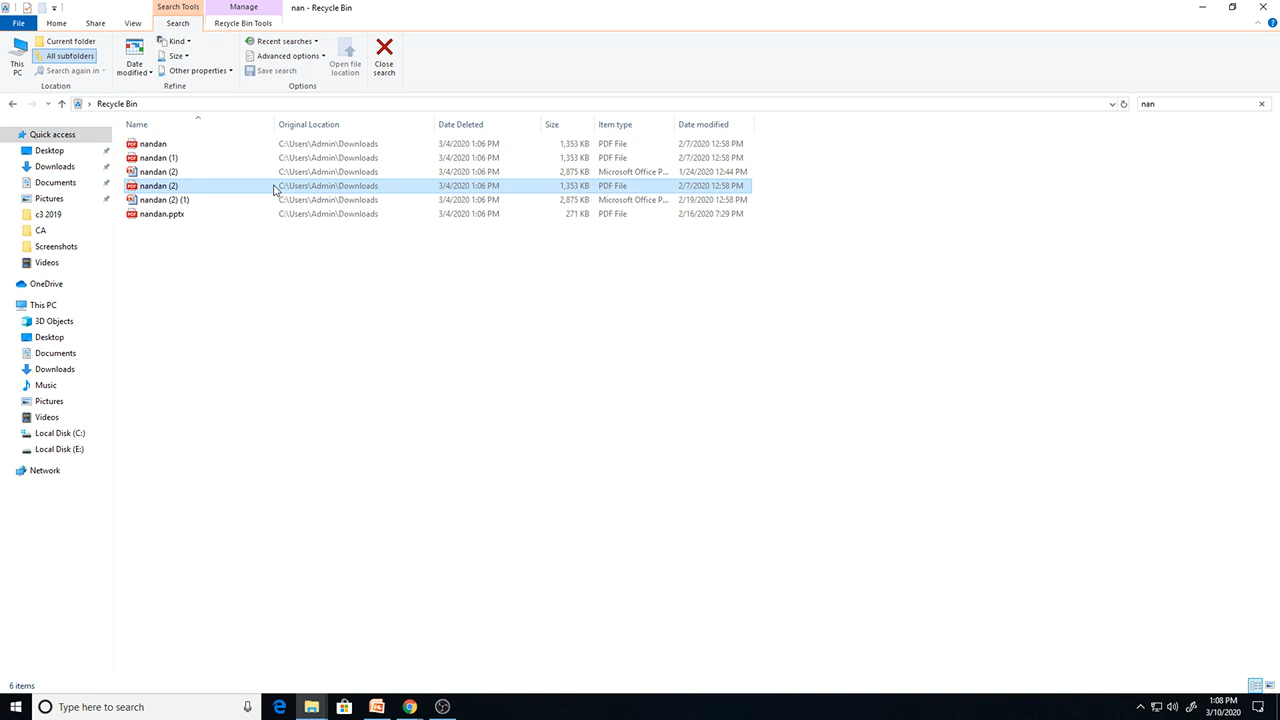 Search Tools Manage nan - Recycle Bin
File Home Share View Search Recycle Bin Tools
This PC
Current folder
All subfolders
Search again in
Location
Date modified
Kind
Size
Other properties
Refine
Recent searches
Advanced options
Save search
Open file location
Options
Close search
Recycle Bin nan
Name Original Location Date Deleted Size Item type Date modified
nandan C:\Users\Admin\Downloads 3/4/2020 1:06 PM 1,353 KB PDF File 2/7/2020 12:58 PM
nandan (1) C:\Users\Admin\Downloads 3/4/2020 1:06 PM 1,353 KB PDF File 2/7/2020 12:58 PM
nandan (2) C:\Users\Admin\Downloads 3/4/2020 1:06 PM 2,875 KB Microsoft Office P... 1/24/2020 12:44 PM
nandan (2) C:\Users\Admin\Downloads 3/4/2020 1:06 PM 1,353 KB PDF File 2/7/2020 12:58 PM
nandan (2) (1) C:\Users\Admin\Downloads 3/4/2020 1:06 PM 2,875 KB Microsoft Office P... 2/19/2020 12:58 PM
nandan.pptx C:\Users\Admin\Downloads 3/4/2020 1:06 PM 271 KB PDF File 2/16/2020 7:29 PM
Quick access
Desktop
Downloads
Documents
Pictures
c3 2019
CA
Screenshots
Videos
OneDrive
This PC
3D Objects
Desktop
Documents
Downloads
Music
Pictures
Videos
Local Disk (C:)
Local Disk (E:)
Network
6 items
Type here to search
1:08 PM
3/10/2020